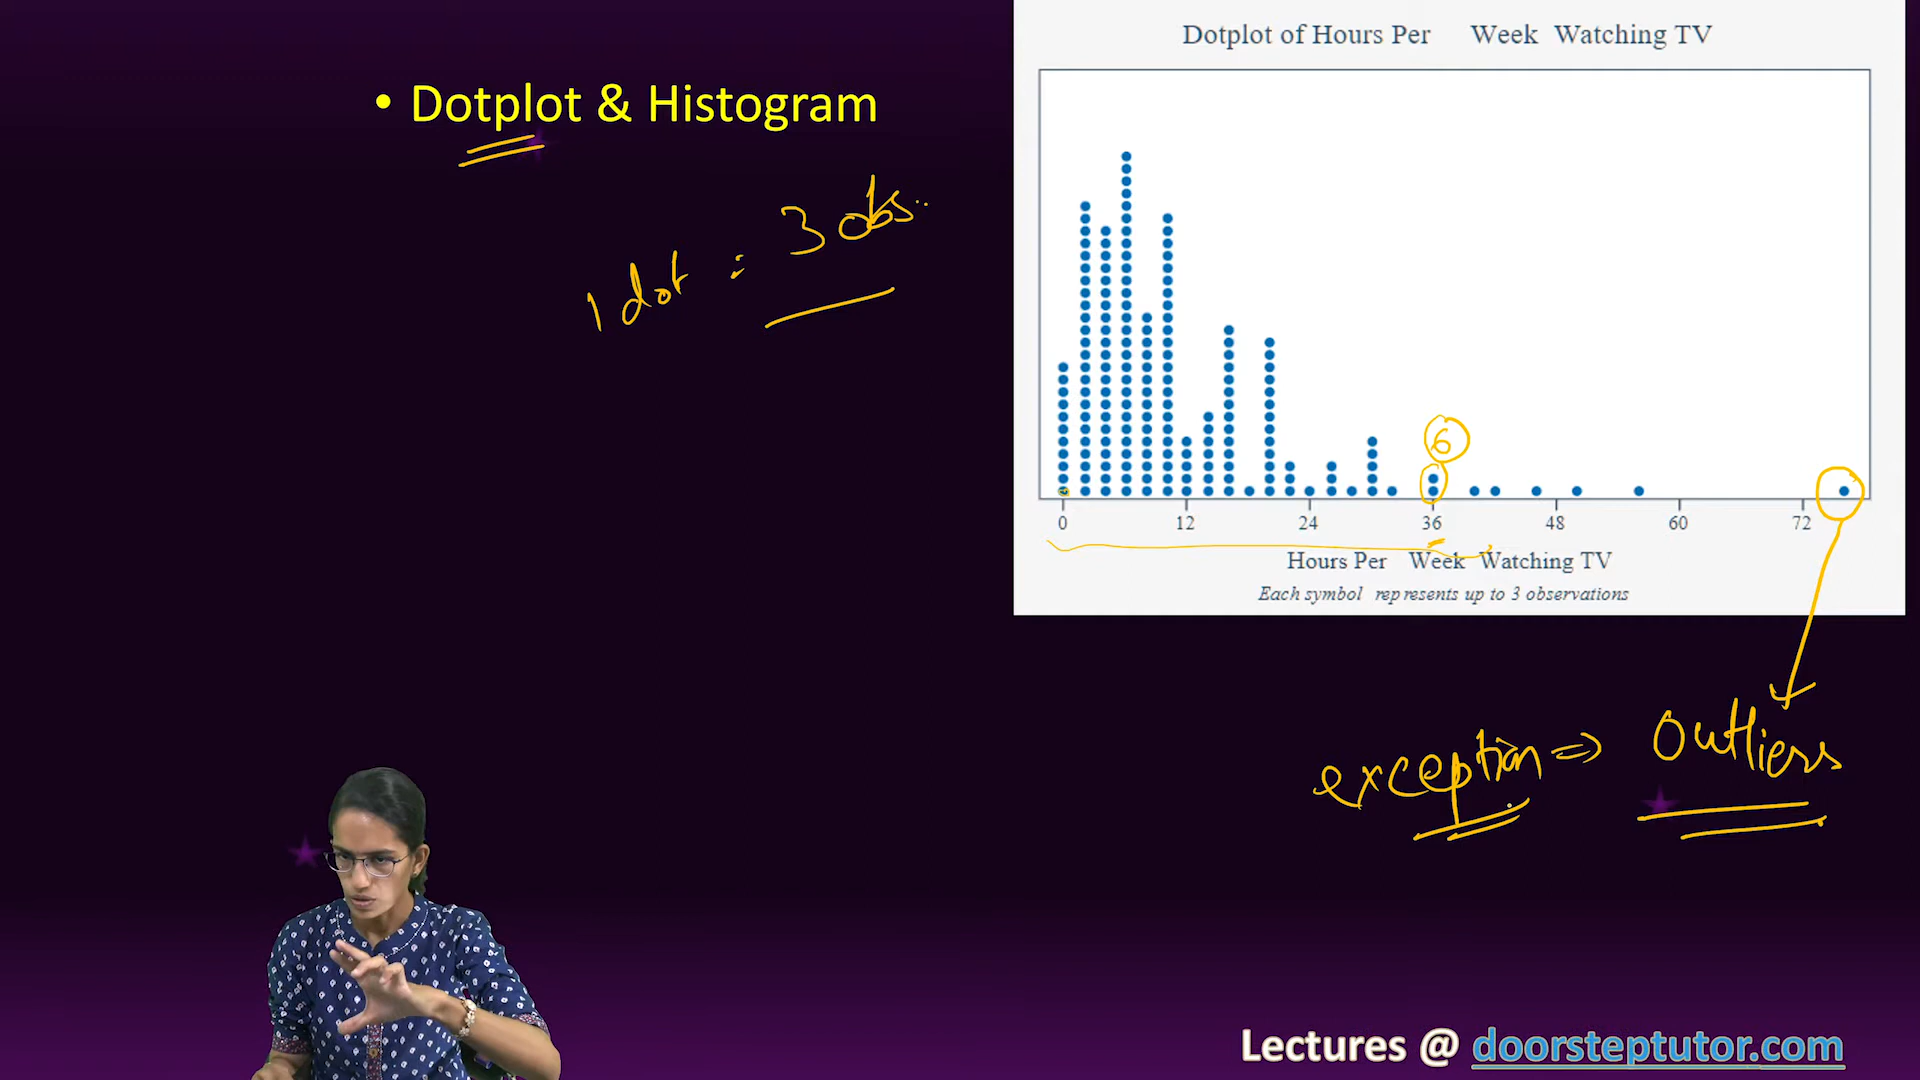 Dotplot of Hours Per Week Watching TV
• Dotplot & Histogram
1 dot : 3 obs..
6
0 12 24 36 48 60 72
Hours Per Week Watching TV
Each symbol represents up to 3 observations
exception => Outliers
Lectures @ doorsteptutor.com